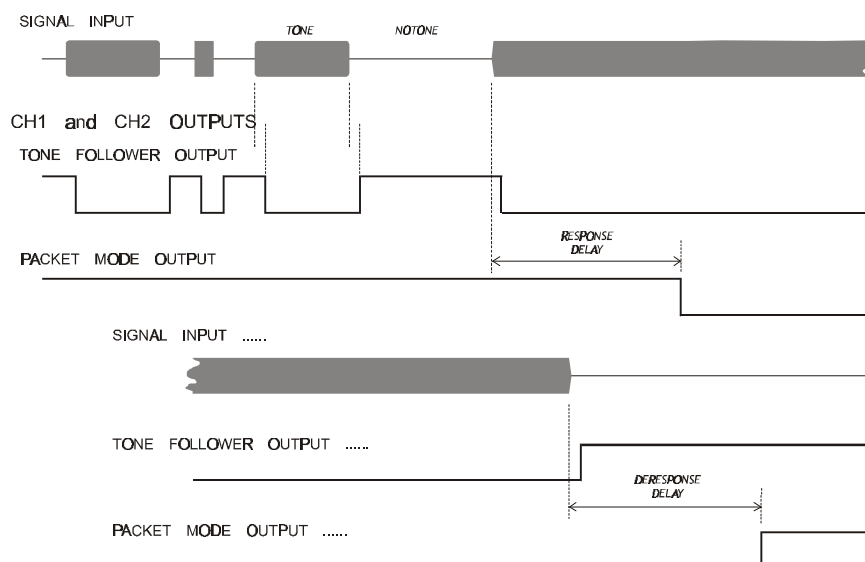 SIGNAL INPUT
TONE
NOTONE
CH1 and CH2 OUTPUTS
TONE FOLLOWER OUTPUT
RESPONSE
DELAY
PACKET MODE OUTPUT
SIGNAL INPUT ......
TONE FOLLOWER OUTPUT ......
DERESPONSE
DELAY
PACKET MODE OUTPUT ......